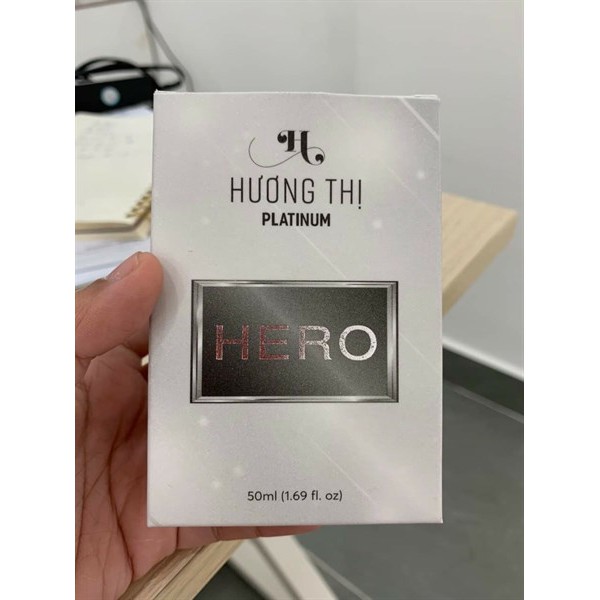 H
HƯƠNG THỊ
PLATINUM
HERO
50ml (1.69 fl. oz)